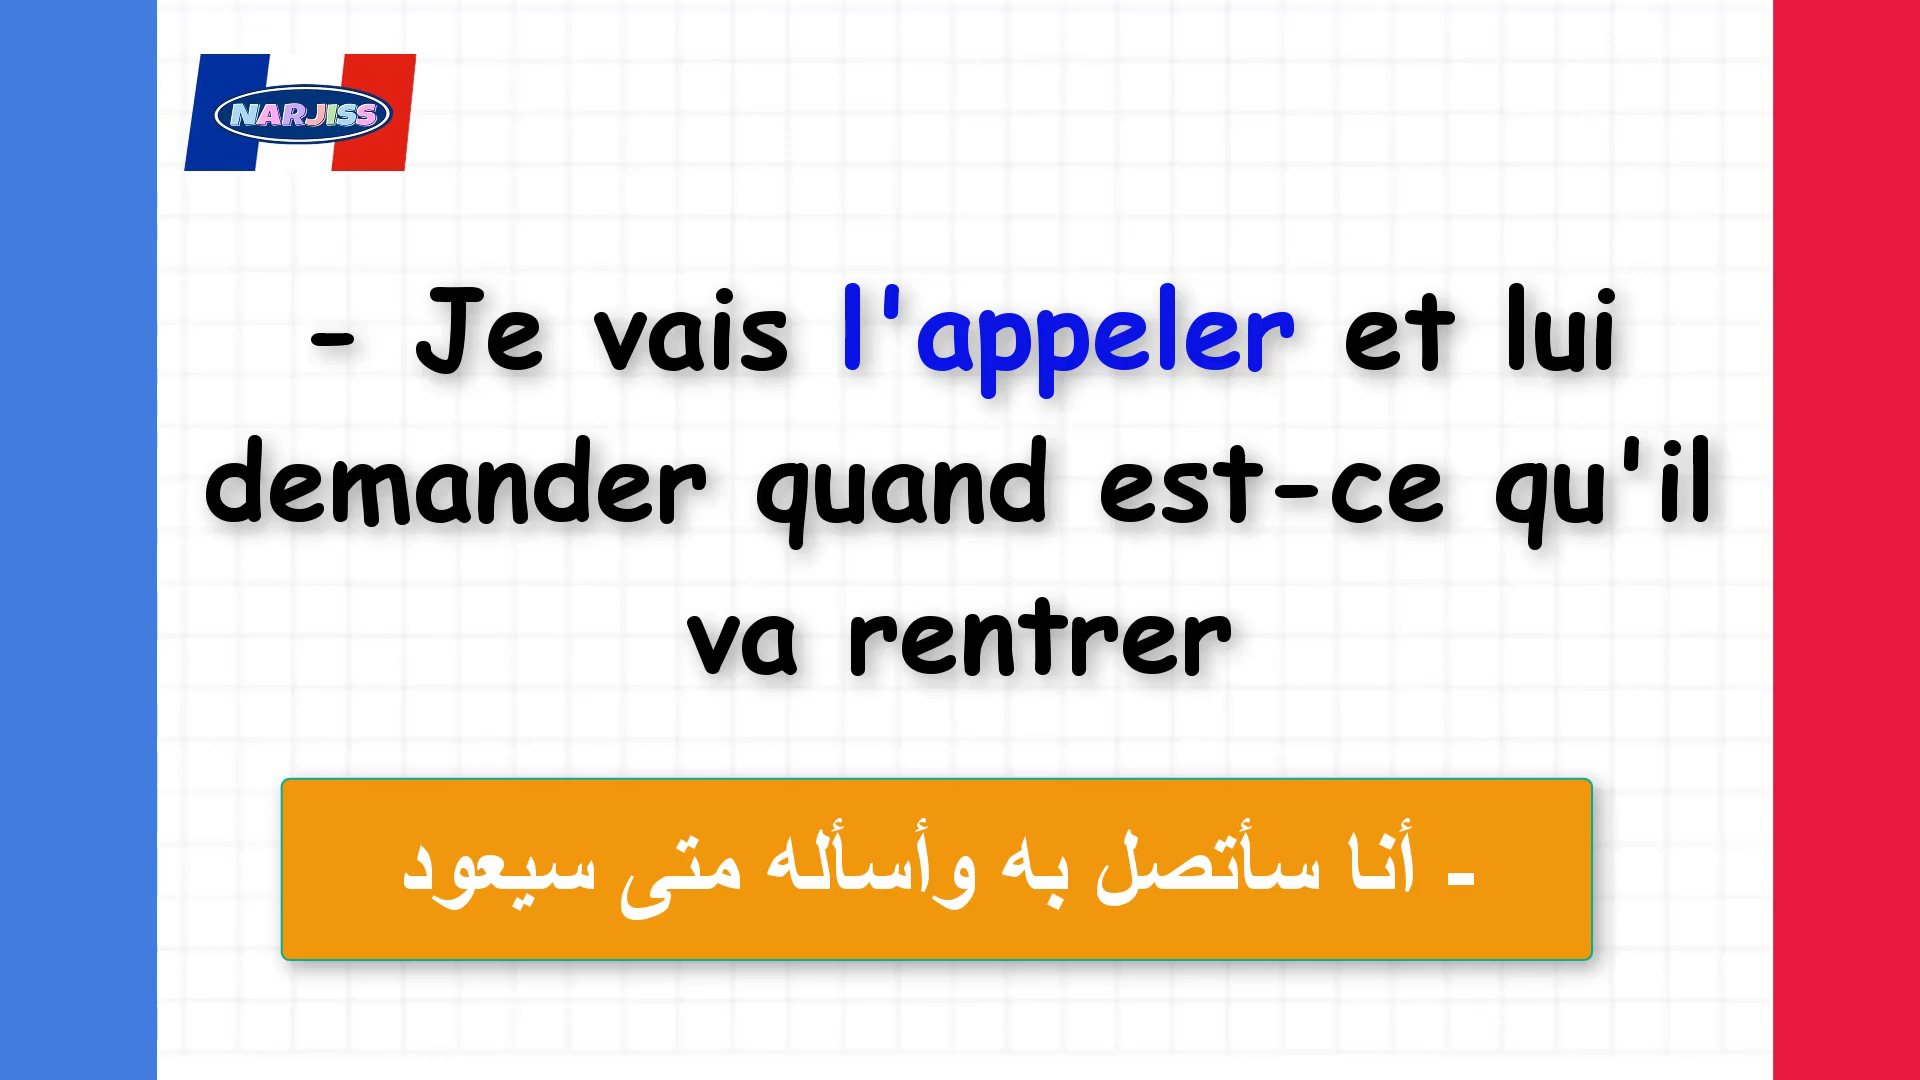 NARJISS
- Je vais l'appeler et lui
demander quand est-ce qu'il
va rentrer
- أنا سأتصل به وأسأله متى سيعود